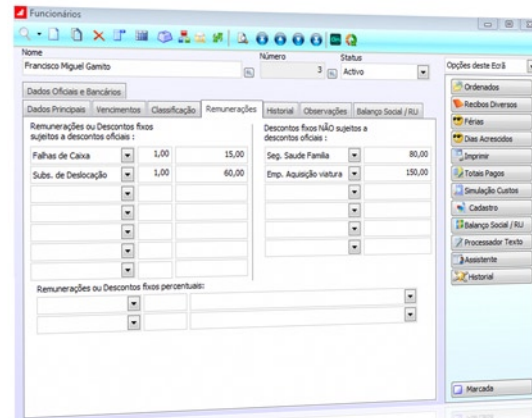 Funcionários
Nome
Número
Status
Opções deste Ecrã
Francisco Miguel Gamito
3
Activo
Dados Oficiais e Bancários
Dados Principais
Vencimentos
Classificação
Remunerações
Historial
Observações
Balanço Social / RU
Remunerações ou Descontos fixos
sujeitos a descontos oficiais :
Falhas de Caixa 1,00 15,00
Subs. de Deslocação 1,00 60,00
Descontos fixos NÃO sujeitos a
descontos oficiais :
Seg. Saude Familia 80,00
Emp. Aquisição viatura 150,00
Remunerações ou Descontos fixos percentuais:
Ordenados
Recibos Diversos
Férias
Dias Acrescidos
Imprimir
Totais Pagos
Simulação Custos
Cadastro
Balanço Social / RU
Processador Texto
Assistente
Historial
Marcada